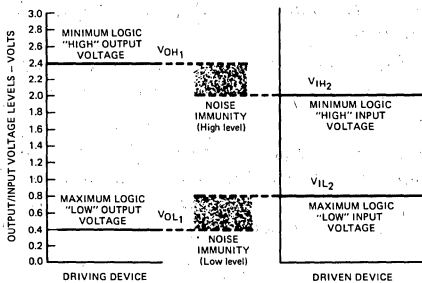 OUTPUT/INPUT VOLTAGE LEVELS – VOLTS
3.0
2.8
2.6
2.4
2.2
2.0
1.8
1.6
1.4
1.2
1.0
0.8
0.6
0.4
0.2
0.0
MINIMUM LOGIC
"HIGH" OUTPUT
VOLTAGE
VOH1
NOISE
IMMUNITY
(High level)
VIH2
MINIMUM LOGIC
"HIGH" INPUT
VOLTAGE
MAXIMUM LOGIC
"LOW" OUTPUT
VOLTAGE
VOL1
NOISE
IMMUNITY
(Low level)
VIL2
MAXIMUM LOGIC
"LOW" INPUT
VOLTAGE
DRIVING DEVICE
DRIVEN DEVICE